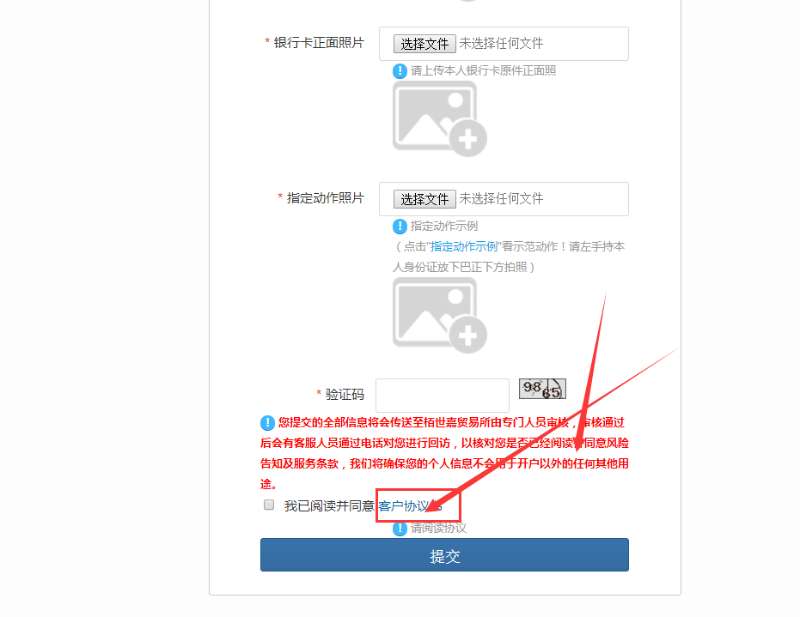 * 银行卡正面照片 选择文件 未选择任何文件
! 请上传本人银行卡原件正面照
* 指定动作照片 选择文件 未选择任何文件
! 指定动作示例
（点击"指定动作示例"看示范动作！请左手持本
人身份证放下巴正下方拍照）
* 验证码 9865
! 您提交的全部信息将会传送至栢世嘉贸易所由专门人员审核，审核通过
后会有客服人员通过电话对您进行回访，以核对您是否已经阅读并同意风险
告知及服务条款，我们将确保您的个人信息不会用于开户以外的任何其他用
途。
我已阅读并同意 客户协议
! 请阅读协议
提交